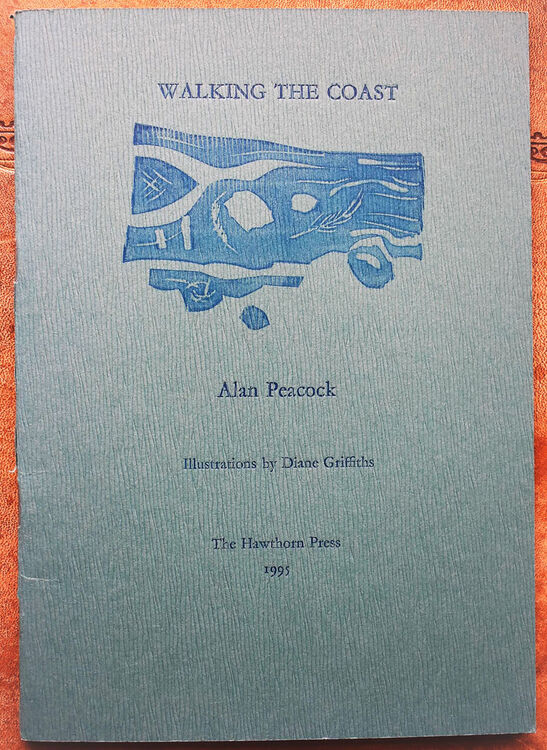 WALKING THE COAST
Alan Peacock
Illustrations by Diane Griffiths
The Hawthorn Press
1995